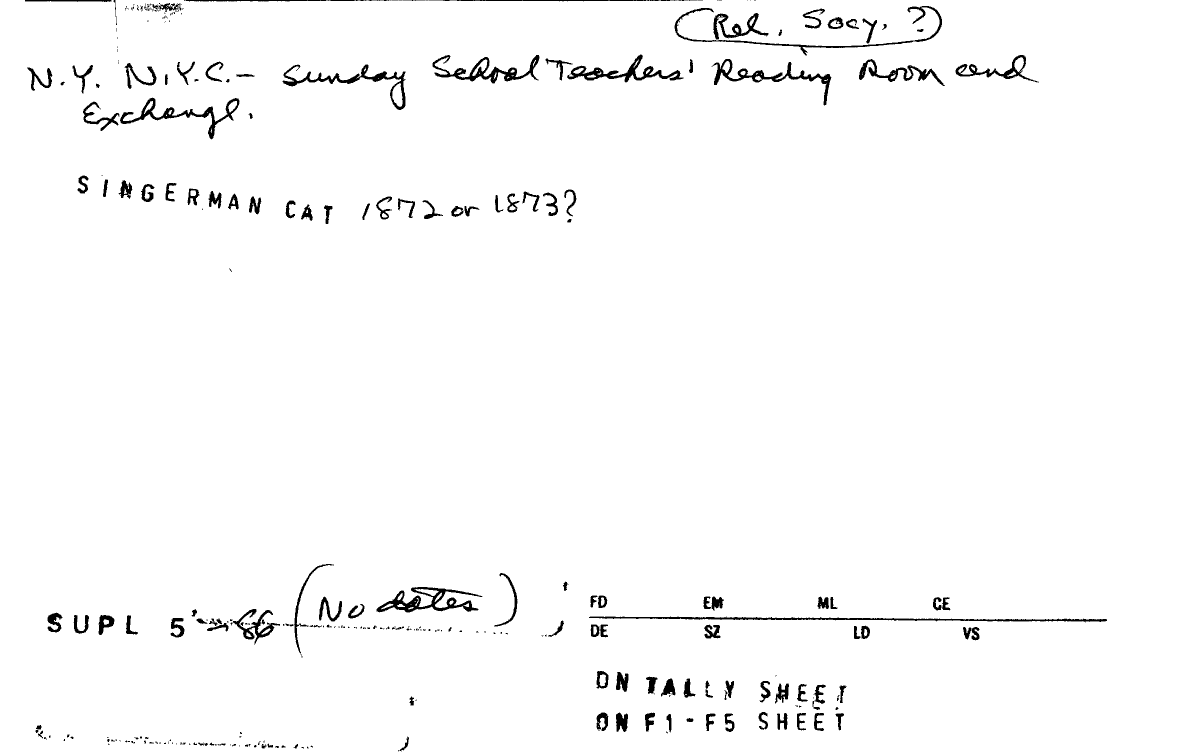 (Rel. Socy. ?)
N.Y. N.Y.C. - Sunday School Teachers' Reading Room and
Exchange.
SINGERMAN CAT 1872 or 1873?
SUPL 5 66 (No dates) ;
FD EM ML CE
DE SZ LD VS
ON TALLY SHEET
ON F1-F5 SHEET